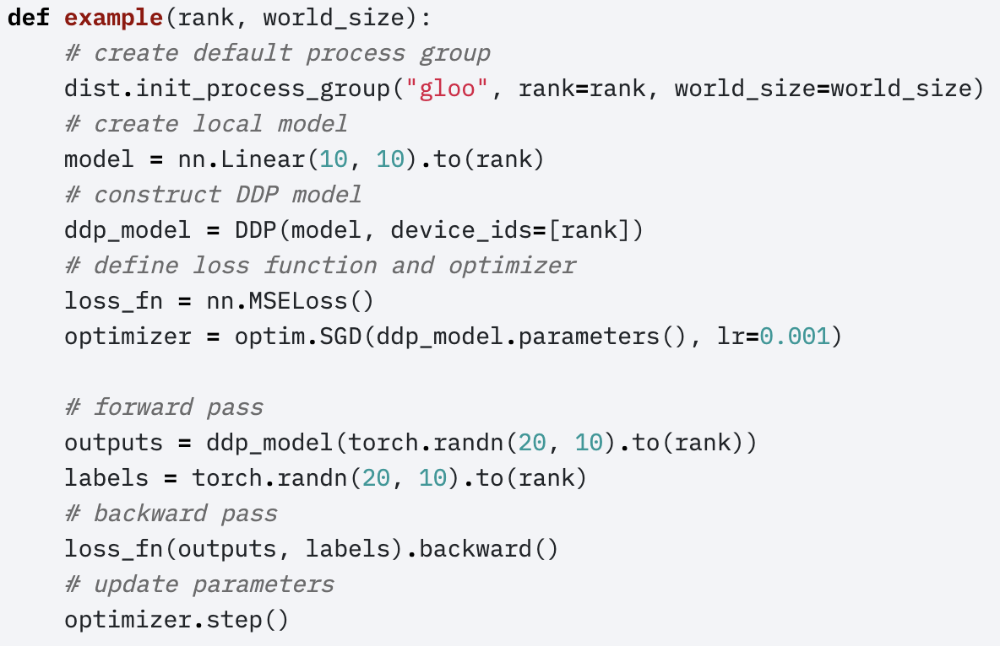 def example(rank, world_size):
    # create default process group
    dist.init_process_group("gloo", rank=rank, world_size=world_size)
    # create local model
    model = nn.Linear(10, 10).to(rank)
    # construct DDP model
    ddp_model = DDP(model, device_ids=[rank])
    # define loss function and optimizer
    loss_fn = nn.MSELoss()
    optimizer = optim.SGD(ddp_model.parameters(), lr=0.001)

    # forward pass
    outputs = ddp_model(torch.randn(20, 10).to(rank))
    labels = torch.randn(20, 10).to(rank)
    # backward pass
    loss_fn(outputs, labels).backward()
    # update parameters
    optimizer.step()